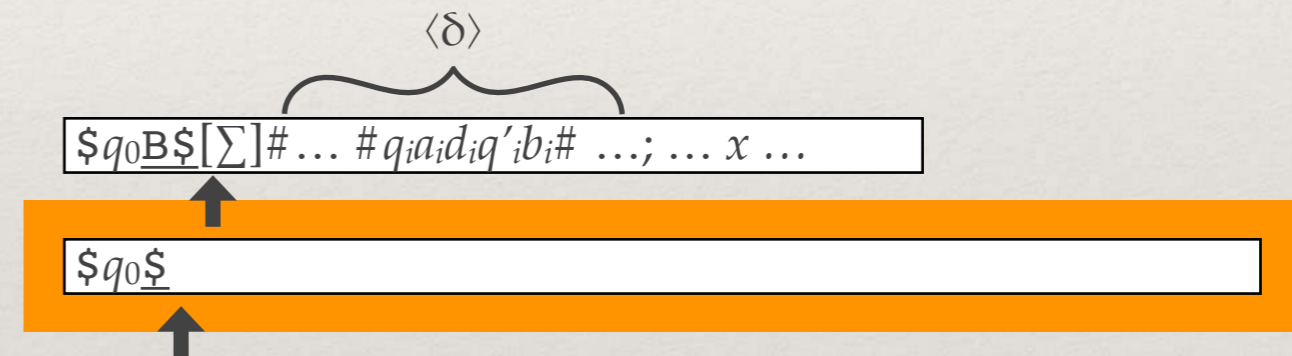 ⟨δ⟩
$q₀B$[∑]#… #qᵢaᵢdᵢq′ᵢbᵢ# …; … x …
$q₀$